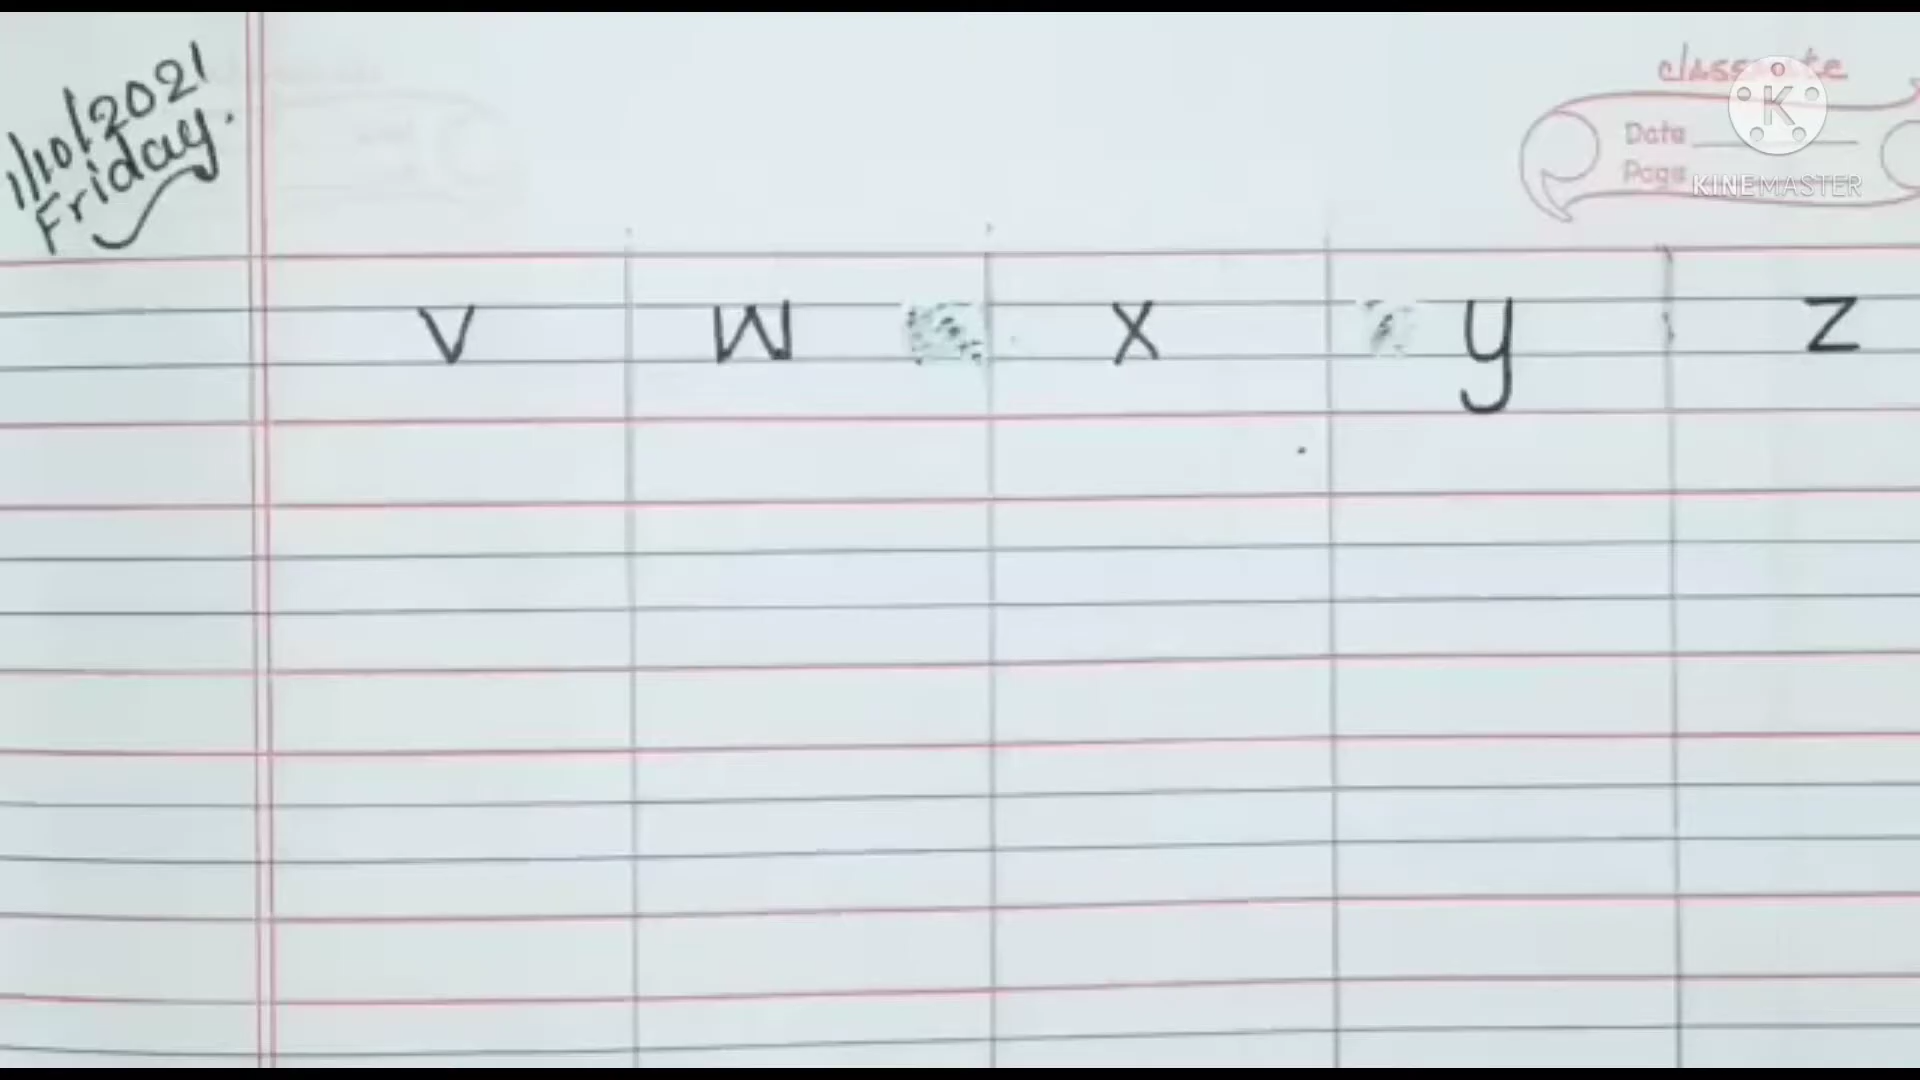 1/10/2021
Friday.
classmate
Date
Page
KINEMASTER
v w x y z